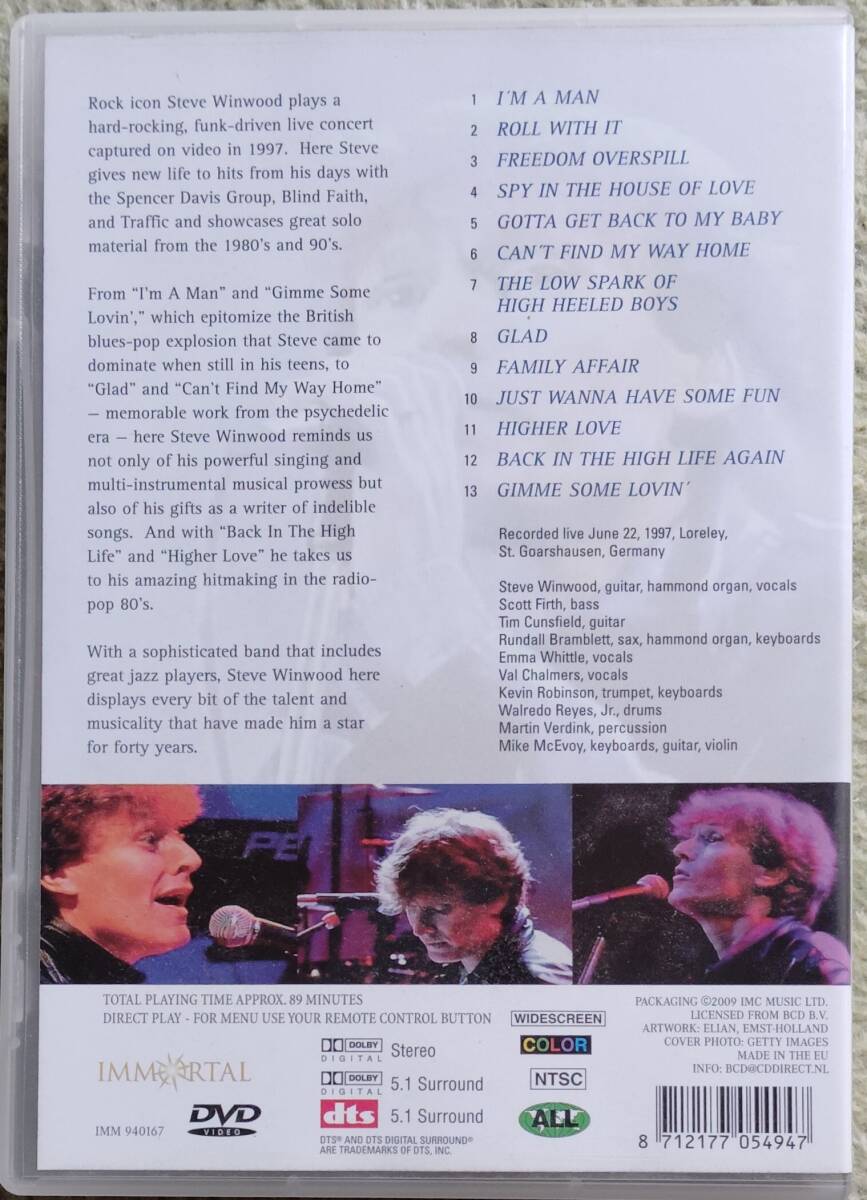 Rock icon Steve Winwood plays a
hard-rocking, funk-driven live concert
captured on video in 1997. Here Steve
gives new life to hits from his days with
the Spencer Davis Group, Blind Faith,
and Traffic and showcases great solo
material from the 1980's and 90's.
From “I'm A Man” and “Gimme Some
Lovin',” which epitomize the British
blues-pop explosion that Steve came to
dominate when still in his teens, to
“Glad” and “Can't Find My Way Home”
– memorable work from the psychedelic
era – here Steve Winwood reminds us
not only of his powerful singing and
multi-instrumental musical prowess but
also of his gifts as a writer of indelible
songs. And with “Back In The High
Life” and “Higher Love” he takes us
to his amazing hitmaking in the radio-
pop 80's.
With a sophisticated band that includes
great jazz players, Steve Winwood here
displays every bit of the talent and
musicality that have made him a star
for forty years.
1 I´M A MAN
2 ROLL WITH IT
3 FREEDOM OVERSPILL
4 SPY IN THE HOUSE OF LOVE
5 GOTTA GET BACK TO MY BABY
6 CAN´T FIND MY WAY HOME
7 THE LOW SPARK OF
HIGH HEELED BOYS
8 GLAD
9 FAMILY AFFAIR
10 JUST WANNA HAVE SOME FUN
11 HIGHER LOVE
12 BACK IN THE HIGH LIFE AGAIN
13 GIMME SOME LOVIN´
Recorded live June 22, 1997, Loreley,
St. Goarshausen, Germany
Steve Winwood, guitar, hammond organ, vocals
Scott Firth, bass
Tim Cunsfield, guitar
Rundall Bramblett, sax, hammond organ, keyboards
Emma Whittle, vocals
Val Chalmers, vocals
Kevin Robinson, trumpet, keyboards
Walredo Reyes, Jr., drums
Martin Verdink, percussion
Mike McEvoy, keyboards, guitar, violin
PE
TOTAL PLAYING TIME APPROX. 89 MINUTES
DIRECT PLAY - FOR MENU USE YOUR REMOTE CONTROL BUTTON
IMMORTAL
DVD
VIDEO
IMM 940167
DOLBY
DIGITAL Stereo
DOLBY
DIGITAL 5.1 Surround
dts 5.1 Surround
DTS® AND DTS DIGITAL SURROUND®
ARE TRADEMARKS OF DTS, INC.
WIDESCREEN
COLOR
NTSC
ALL
PACKAGING ©2009 IMC MUSIC LTD.
LICENSED FROM BCD B.V.
ARTWORK: ELIAN, EMST-HOLLAND
COVER PHOTO: GETTY IMAGES
MADE IN THE EU
INFO: BCD@CDDIRECT.NL
8 712177 054947